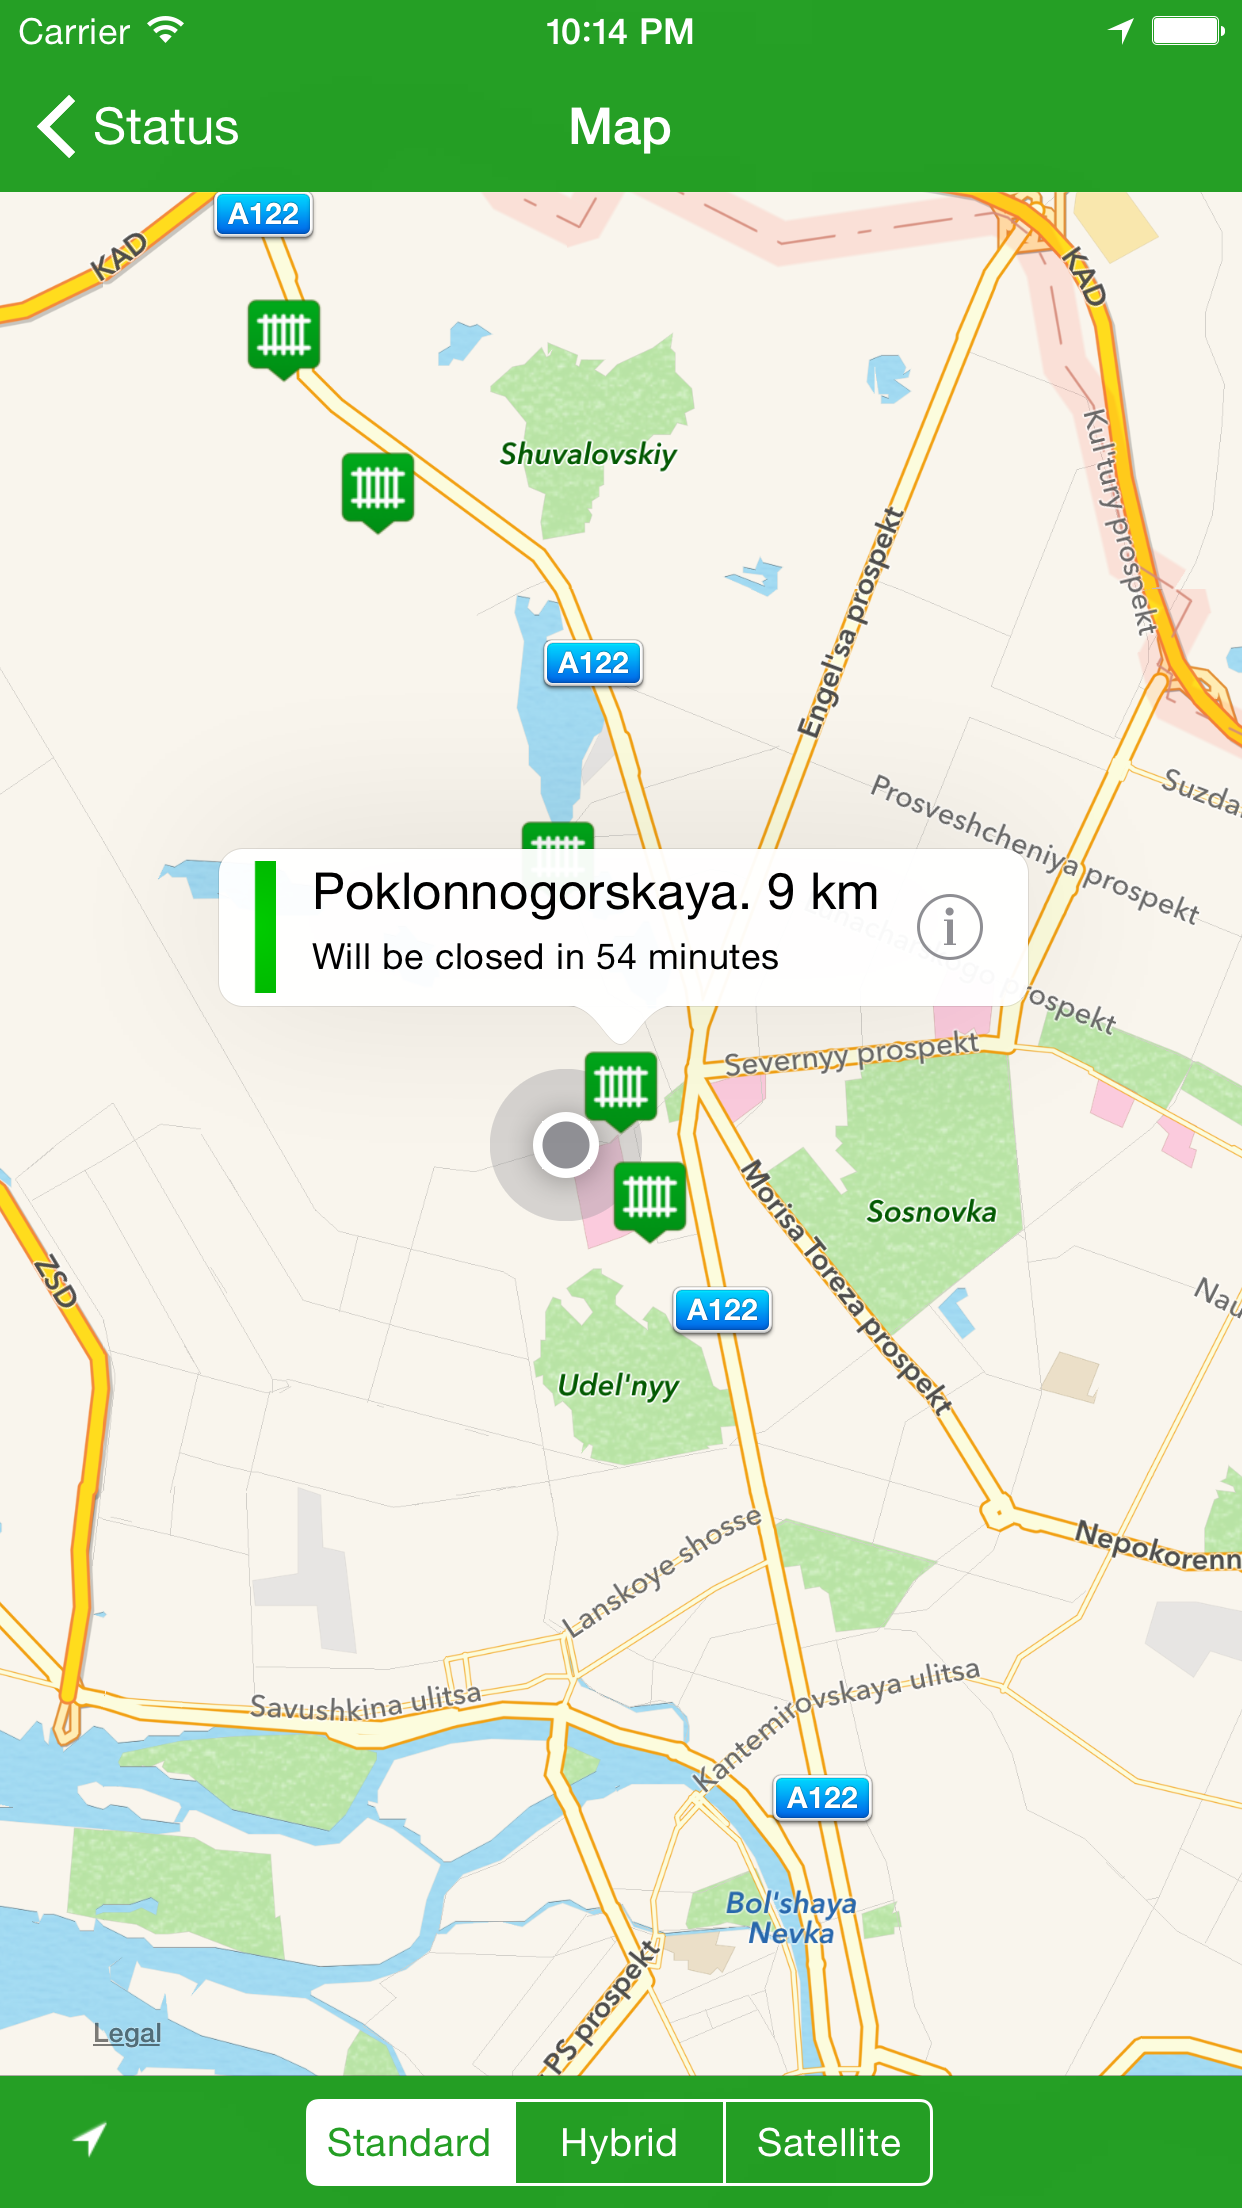 Carrier
10:14 PM
Status
Map
A122
KAD
KAD
Shuvalovskiy
Kul'tury prospekt
Engel'sa prospekt
A122
Prosveshcheniya prospekt
Suzda
Poklonnogorskaya. 9 km
Will be closed in 54 minutes
prospekt
Severnyy prospekt
Morisa Toreza prospekt
Sosnovka
ZSD
Nau
A122
Udel'nyy
Lanskoye shosse
Nepokorenn
Savushkina ulitsa
Kantemirovskaya ulitsa
A122
Bol'shaya
Nevka
PS prospekt
Legal
Standard
Hybrid
Satellite